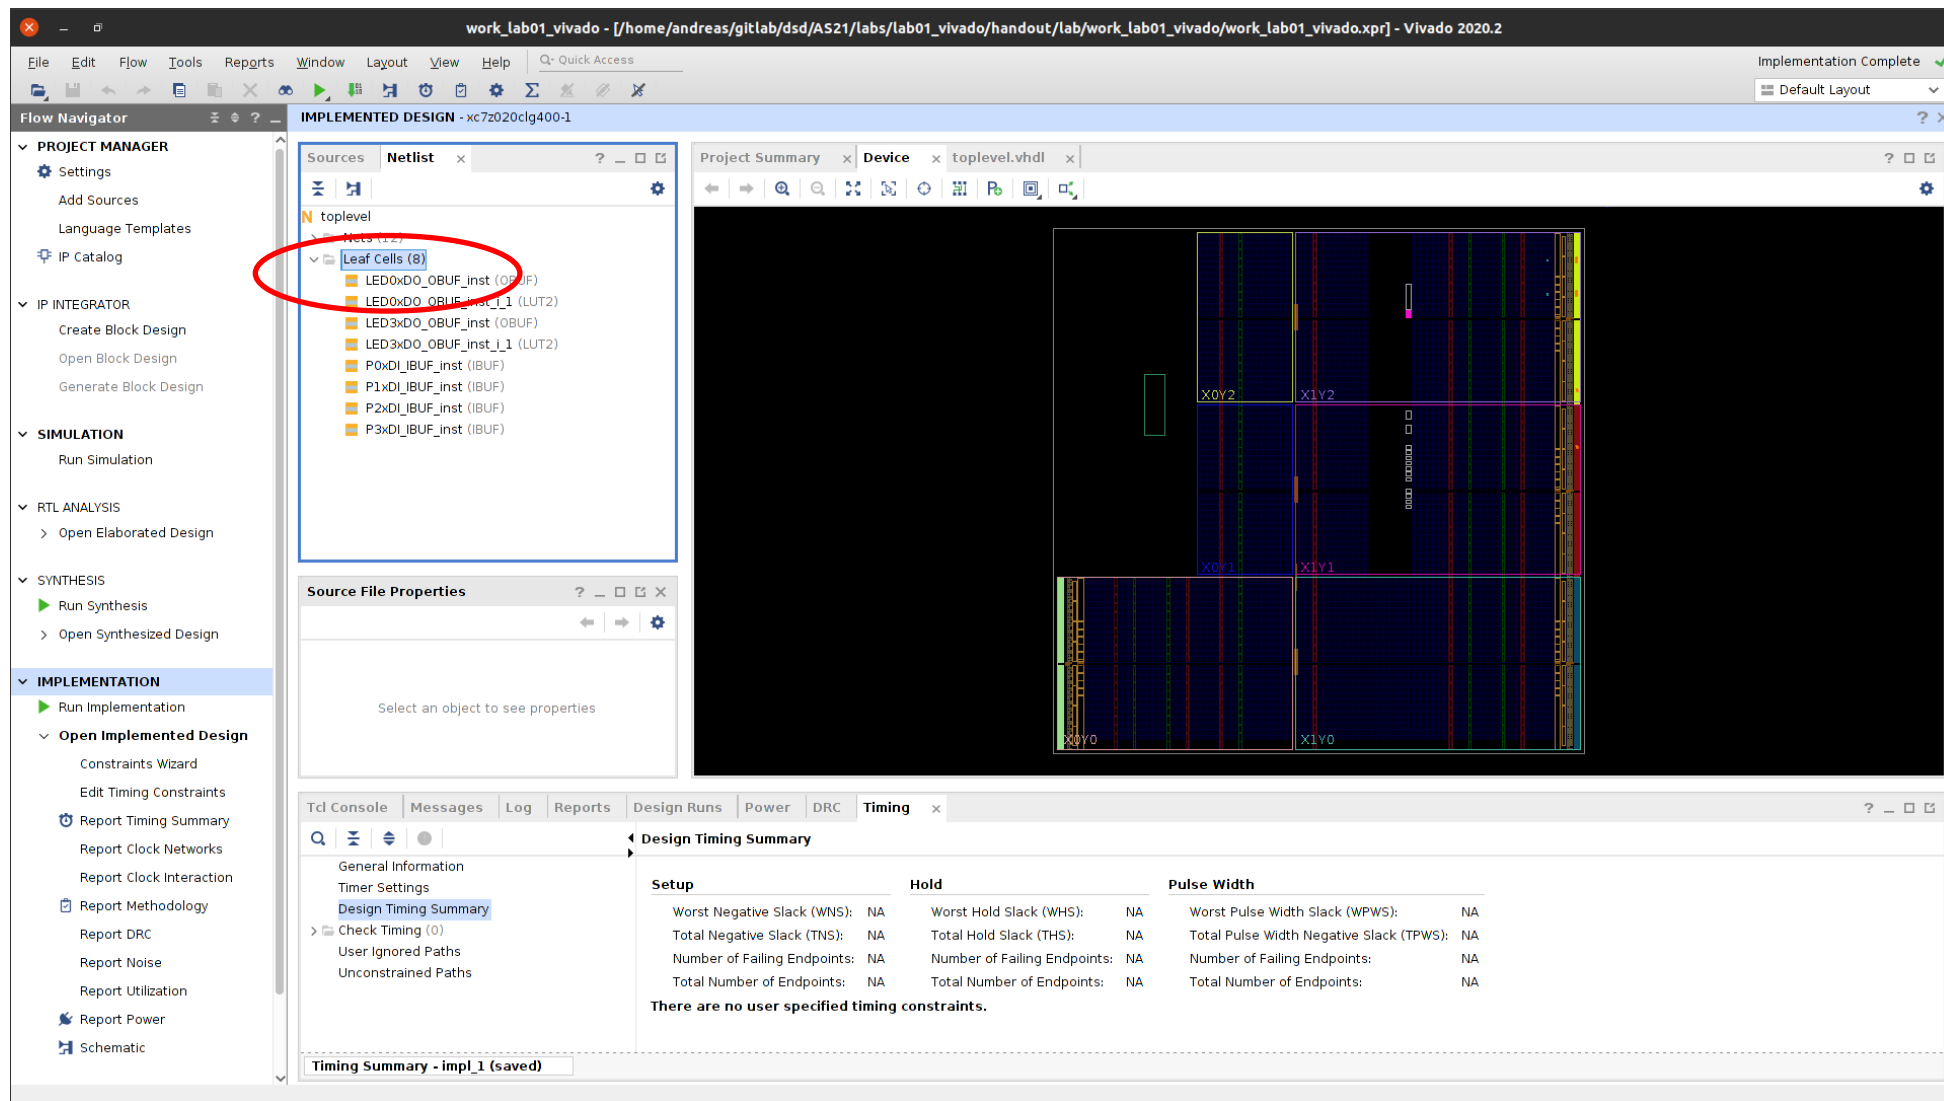 work_lab01_vivado - [/home/andreas/gitlab/dsd/AS21/labs/lab01_vivado/handout/lab/work_lab01_vivado/work_lab01_vivado.xpr] - Vivado 2020.2
File Edit Flow Tools Reports Window Layout View Help Quick Access
Implementation Complete
Default Layout
Flow Navigator
IMPLEMENTED DESIGN - xc7z020clg400-1
PROJECT MANAGER
Settings
Add Sources
Language Templates
IP Catalog
IP INTEGRATOR
Create Block Design
Open Block Design
Generate Block Design
SIMULATION
Run Simulation
RTL ANALYSIS
Open Elaborated Design
SYNTHESIS
Run Synthesis
Open Synthesized Design
IMPLEMENTATION
Run Implementation
Open Implemented Design
Constraints Wizard
Edit Timing Constraints
Report Timing Summary
Report Clock Networks
Report Clock Interaction
Report Methodology
Report DRC
Report Noise
Report Utilization
Report Power
Schematic
Sources Netlist
N toplevel
Nets (12)
Leaf Cells (8)
LED0xDO_OBUF_inst (OBUF)
LED0xDO_OBUF_inst_i_1 (LUT2)
LED3xDO_OBUF_inst (OBUF)
LED3xDO_OBUF_inst_i_1 (LUT2)
P0xDI_IBUF_inst (IBUF)
P1xDI_IBUF_inst (IBUF)
P2xDI_IBUF_inst (IBUF)
P3xDI_IBUF_inst (IBUF)
Source File Properties
Select an object to see properties
Project Summary Device toplevel.vhdl
X0Y2 X1Y2
X0Y1 X1Y1
X0Y0 X1Y0
Tcl Console Messages Log Reports Design Runs Power DRC Timing
General Information
Timer Settings
Design Timing Summary
Check Timing (0)
User Ignored Paths
Unconstrained Paths
Design Timing Summary
Setup Hold Pulse Width
Worst Negative Slack (WNS): NA Worst Hold Slack (WHS): NA Worst Pulse Width Slack (WPWS): NA
Total Negative Slack (TNS): NA Total Hold Slack (THS): NA Total Pulse Width Negative Slack (TPWS): NA
Number of Failing Endpoints: NA Number of Failing Endpoints: NA Number of Failing Endpoints: NA
Total Number of Endpoints: NA Total Number of Endpoints: NA Total Number of Endpoints: NA
There are no user specified timing constraints.
Timing Summary - impl_1 (saved)